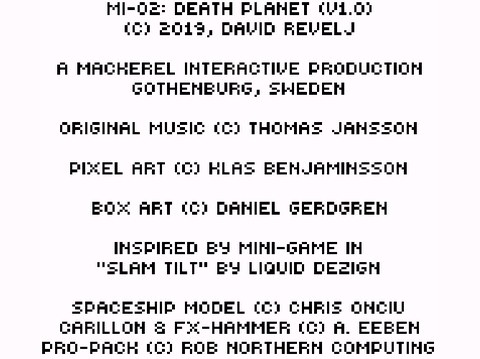 MI-02: DEATH PLANET (V1.0)
(C) 2019, DAVID REVELJ
A MACKEREL INTERACTIVE PRODUCTION
GOTHENBURG, SWEDEN
ORIGINAL MUSIC (C) THOMAS JANSSON
PIXEL ART (C) KLAS BENJAMINSSON
BOX ART (C) DANIEL GERDGREN
INSPIRED BY MINI-GAME IN
"SLAM TILT" BY LIQUID DEZIGN
SPACESHIP MODEL (C) CHRIS ONCIU
CARILLON & FX-HAMMER (C) A. EEBEN
PRO-PACK (C) ROB NORTHERN COMPUTING